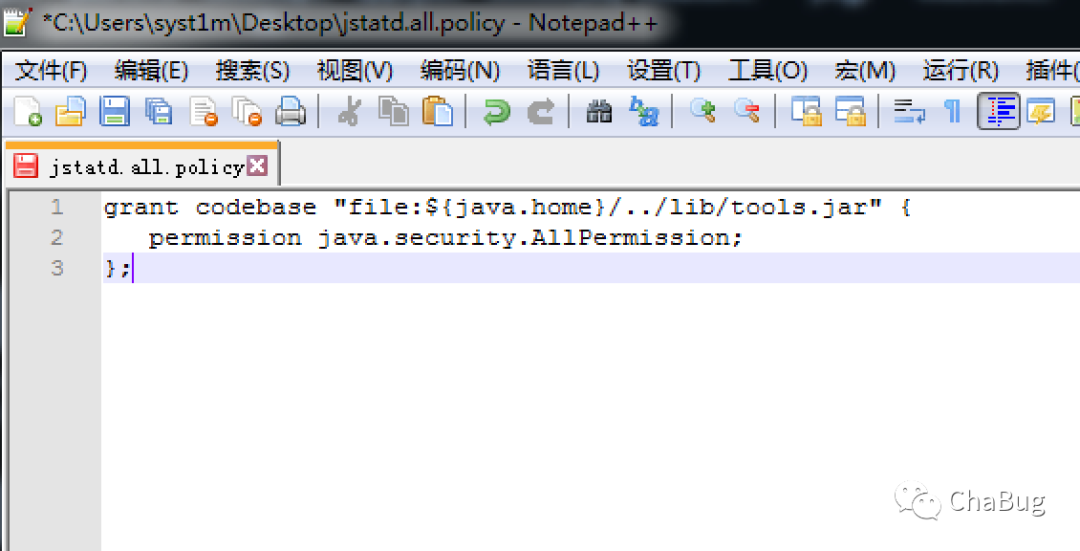 *C:\Users\syst1m\Desktop\jstatd.all.policy - Notepad++
文件(F) 编辑(E) 搜索(S) 视图(V) 编码(N) 语言(L) 设置(T) 工具(O) 宏(M) 运行(R) 插件(
jstatd.all.policy
1 grant codebase "file:${java.home}/../lib/tools.jar" {
2 permission java.security.AllPermission;
3 };
ChaBug